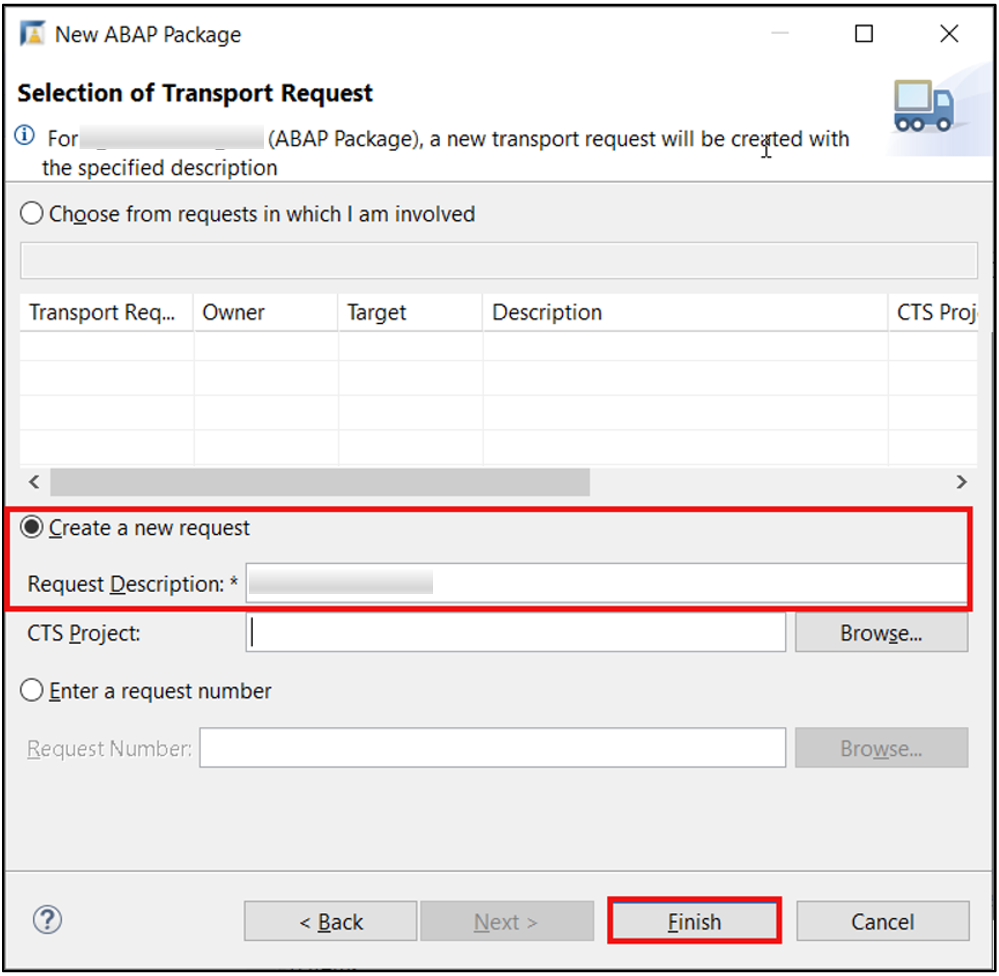 New ABAP Package
Selection of Transport Request
For (ABAP Package), a new transport request will be created with
the specified description
Choose from requests in which I am involved
Transport Req... Owner Target Description CTS Proj
Create a new request
Request Description: *
CTS Project: Browse...
Enter a request number
Request Number: Browse...
< Back Next > Finish Cancel